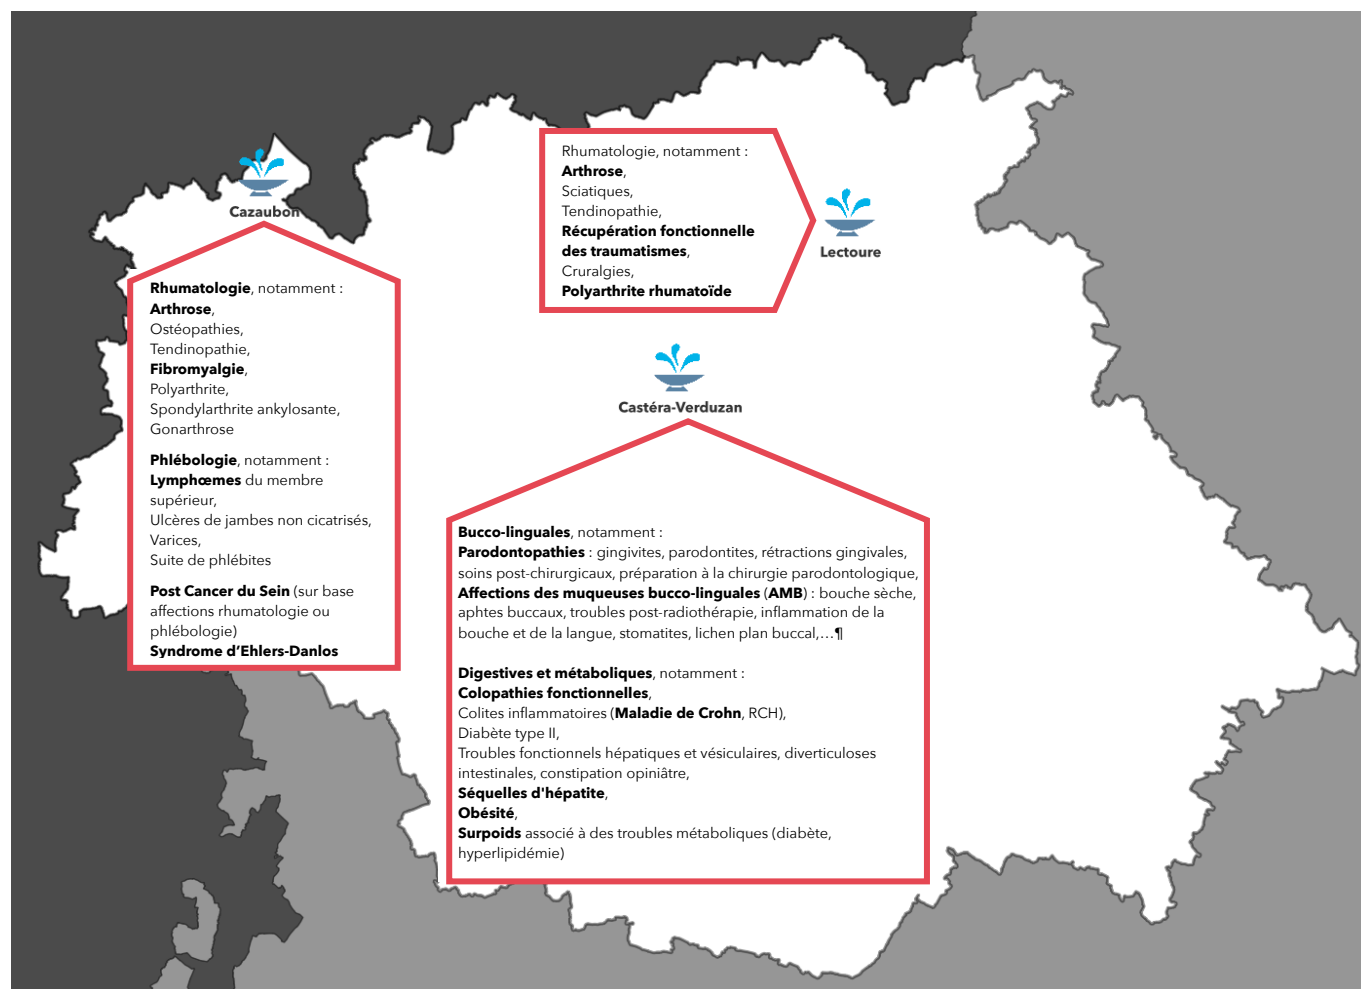 Cazaubon
Rhumatologie, notamment :
Arthrose,
Ostéopathies,
Tendinopathie,
Fibromyalgie,
Polyarthrite,
Spondylarthrite ankylosante,
Gonarthrose
Phlébologie, notamment :
Lymphœmes du membre
supérieur,
Ulcères de jambes non cicatrisés,
Varices,
Suite de phlébites
Post Cancer du Sein (sur base
affections rhumatologie ou
phlébologie)
Syndrome d’Ehlers-Danlos
Rhumatologie, notamment :
Arthrose,
Sciatiques,
Tendinopathie,
Récupération fonctionnelle
des traumatismes,
Cruralgies,
Polyarthrite rhumatoïde
Lectoure
Castéra-Verduzan
Bucco-linguales, notamment :
Parodontopathies : gingivites, parodontites, rétractions gingivales,
soins post-chirurgicaux, préparation à la chirurgie parodontologique,
Affections des muqueuses bucco-linguales (AMB) : bouche sèche,
aphtes buccaux, troubles post-radiothérapie, inflammation de la
bouche et de la langue, stomatites, lichen plan buccal,…¶
Digestives et métaboliques, notamment :
Colopathies fonctionnelles,
Colites inflammatoires (Maladie de Crohn, RCH),
Diabète type II,
Troubles fonctionnels hépatiques et vésiculaires, diverticuloses
intestinales, constipation opiniâtre,
Séquelles d'hépatite,
Obésité,
Surpoids associé à des troubles métaboliques (diabète,
hyperlipidémie)